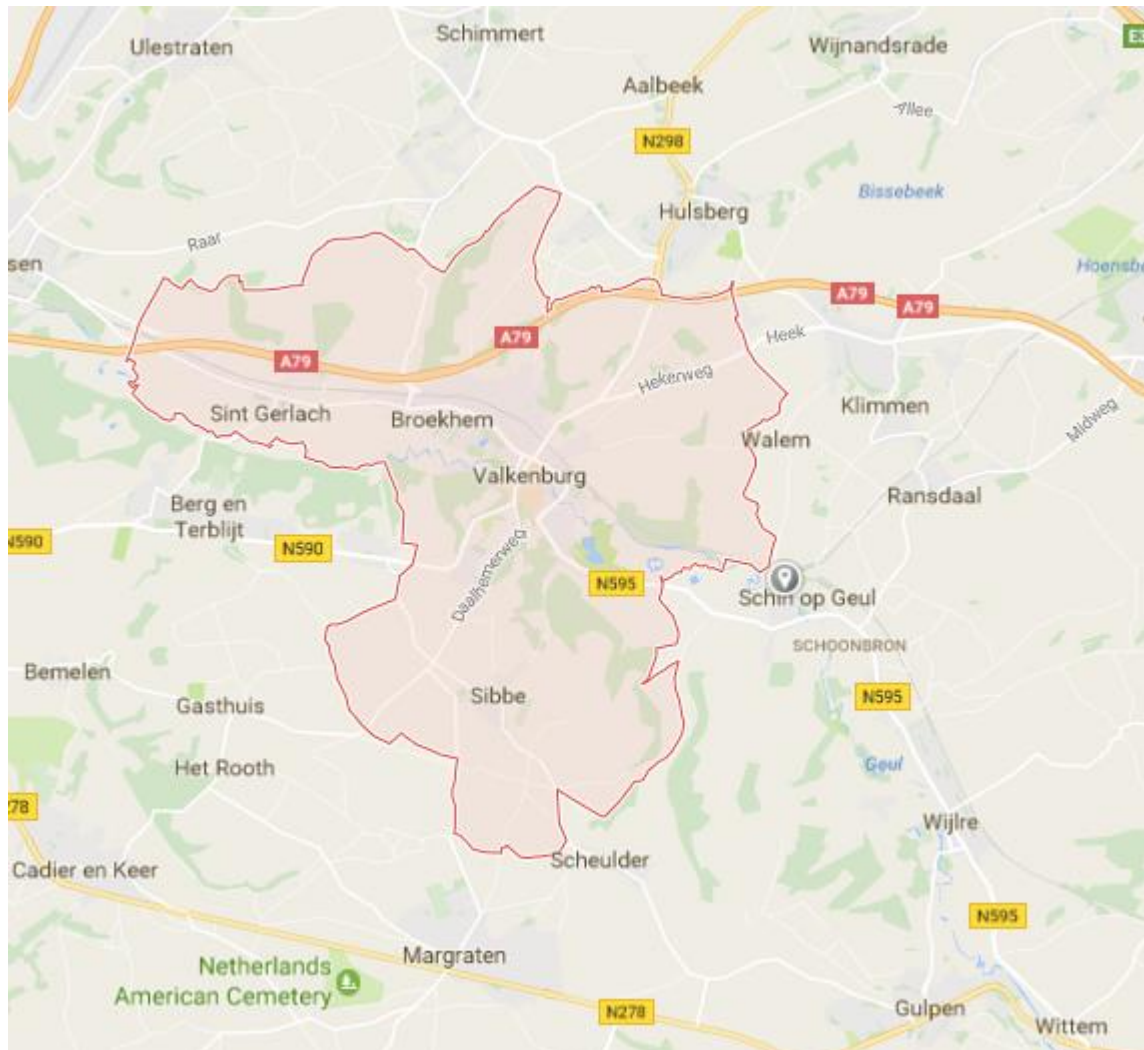 Ulestraten
Schimmert
Wijnandsrade
Aalbeek
Allee
N298
Bissebeek
Hulsberg
Raar
sen
Hoensbe
A79
A79
A79
Heek
A79
Hekerweg
Sint Gerlach
Broekhem
Klimmen
Midweg
Walem
Valkenburg
Ransdaal
Berg en
Terblijt
N590
N590
Daalhemerweg
N595
Schin op Geul
SCHOONBRON
Bemelen
Sibbe
N595
Gasthuis
Het Rooth
Geul
278
Wijlre
Cadier en Keer
Scheulder
N595
Margraten
Netherlands
American Cemetery
N278
Gulpen
Wittem